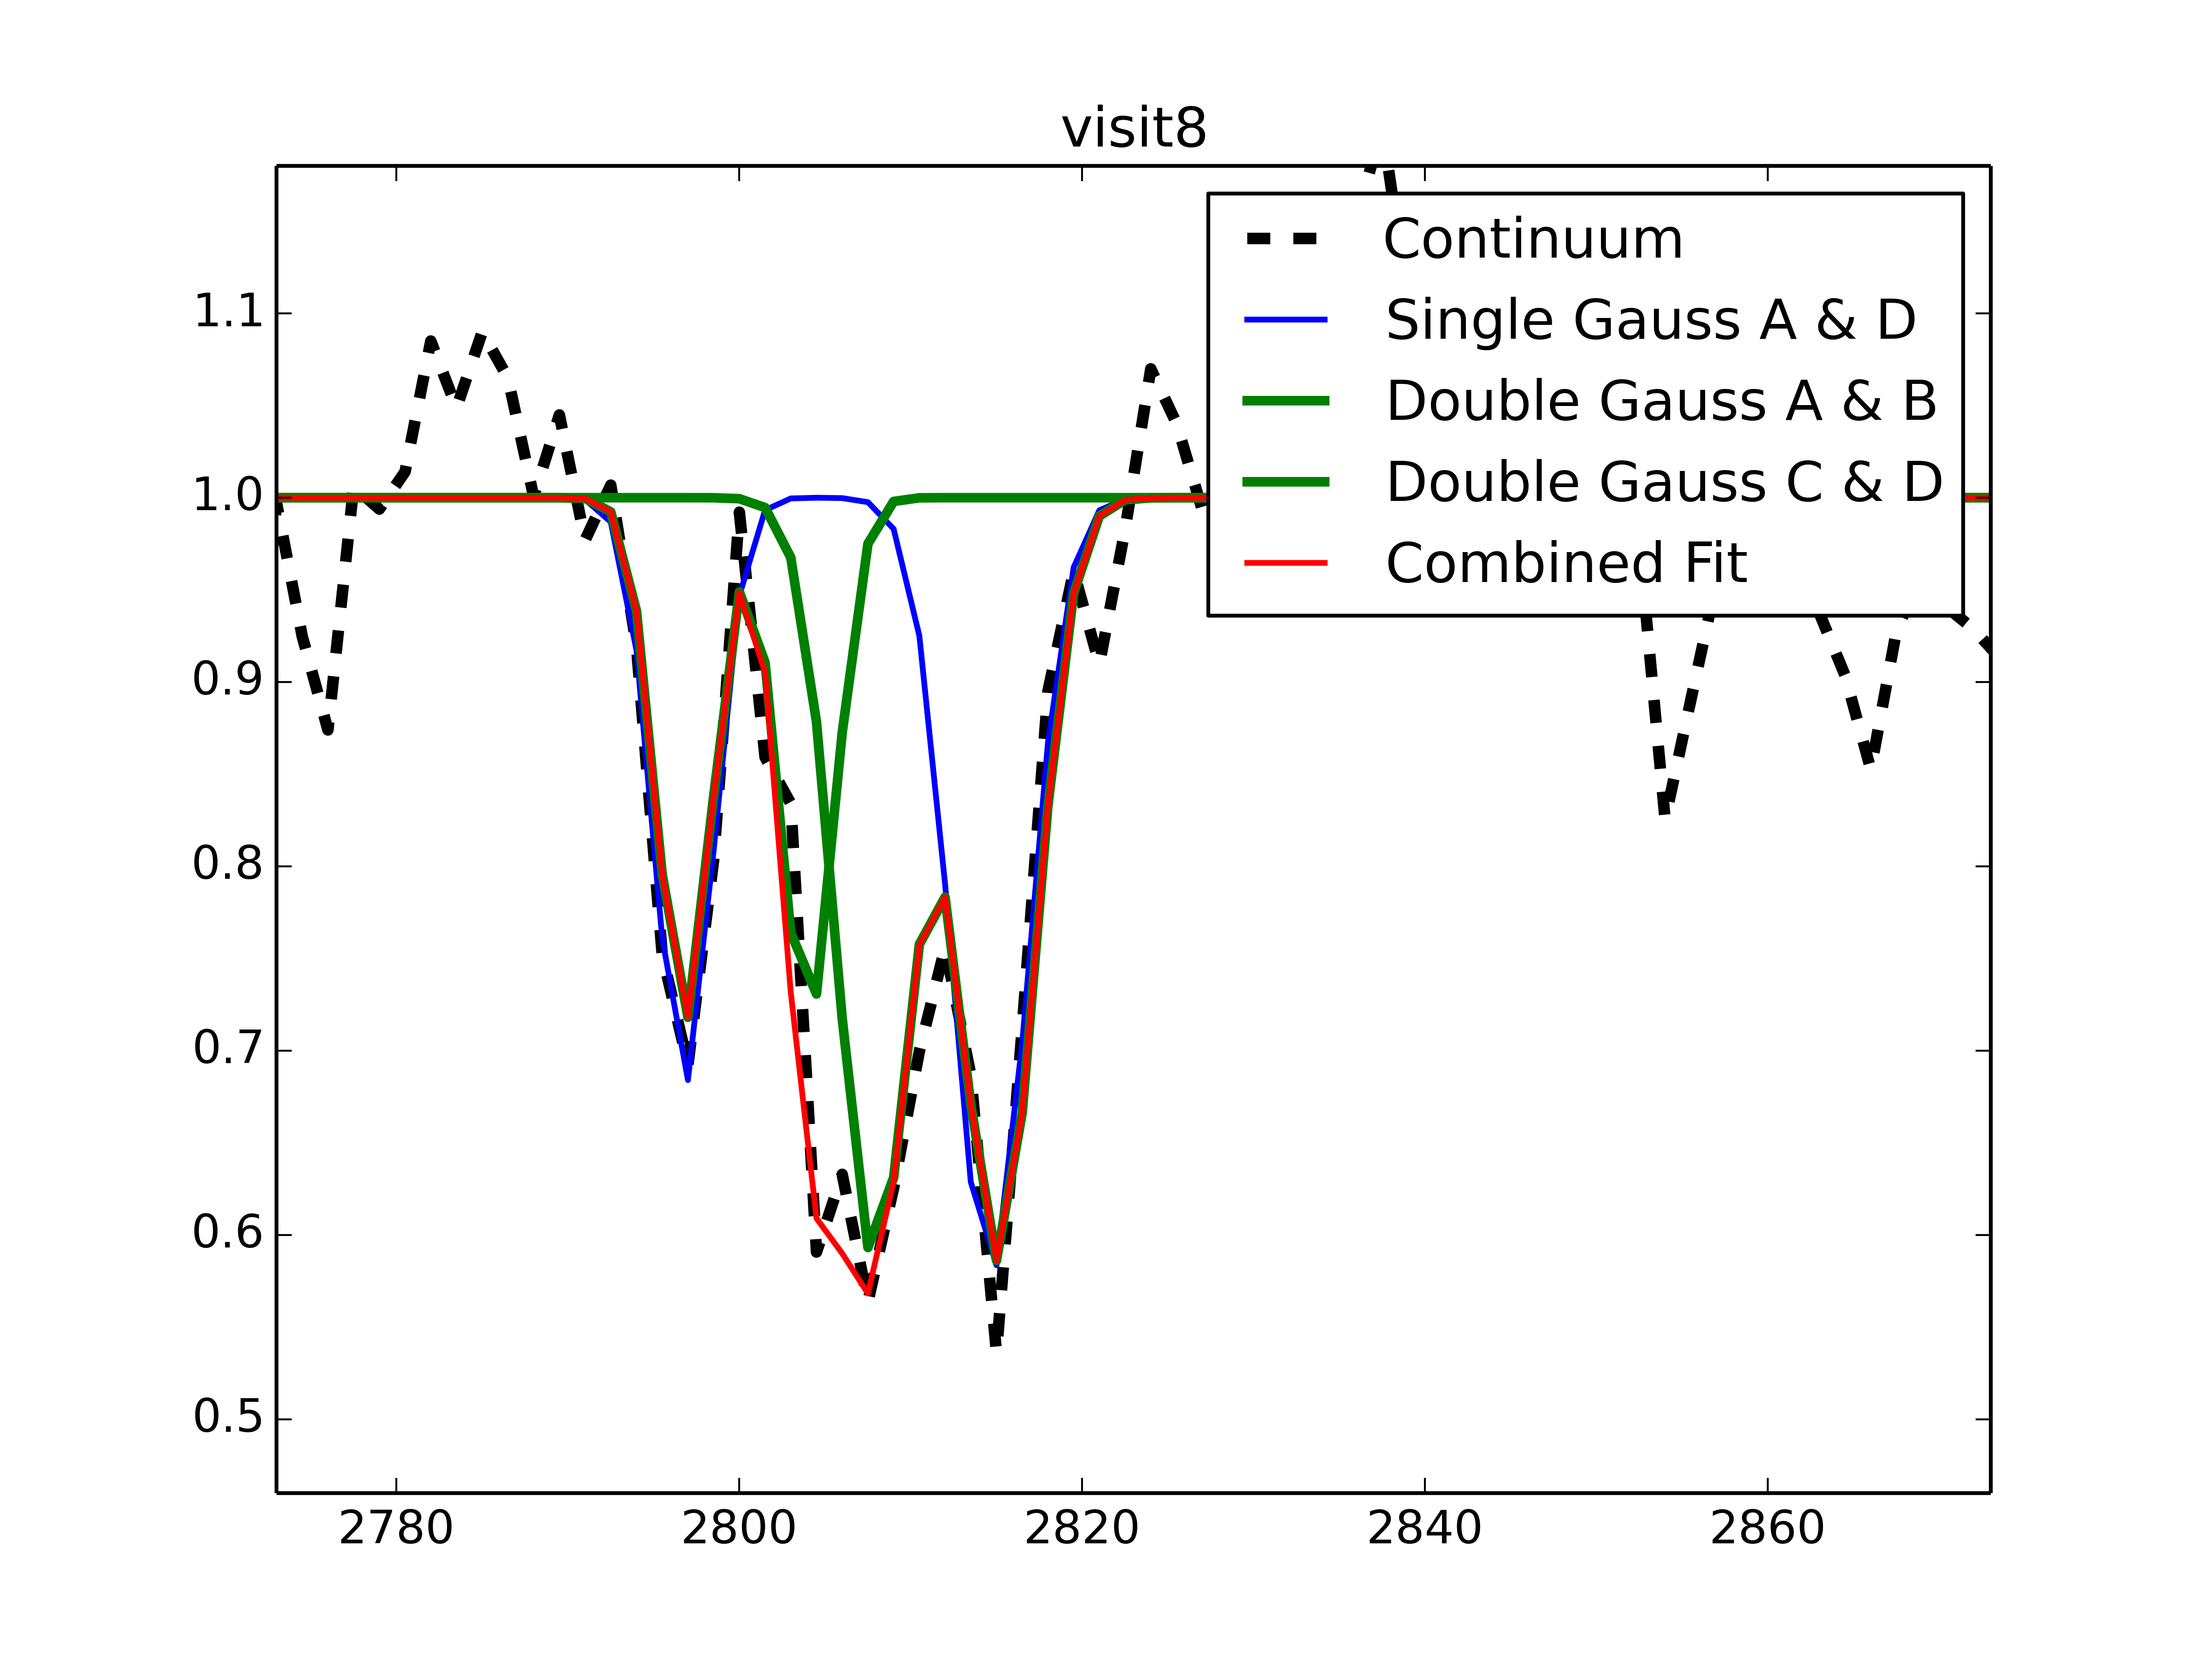 visit8
Continuum
Single Gauss A & D
Double Gauss A & B
Double Gauss C & D
Combined Fit
1.1
1.0
0.9
0.8
0.7
0.6
0.5
2780 2800 2820 2840 2860